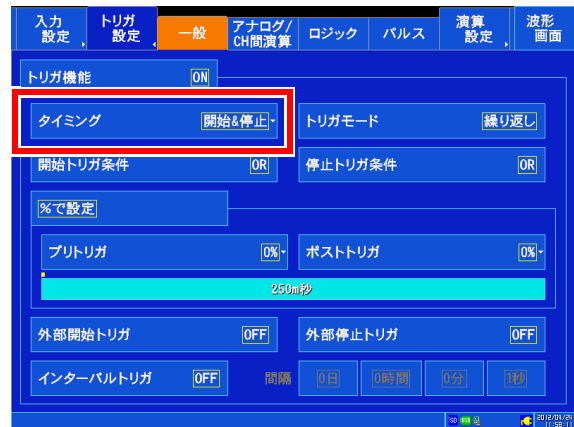 入力
設定
トリガ
設定
一般
アナログ/
CH間演算
ロジック
パルス
演算
設定
波形
画面
トリガ機能 ON
タイミング 開始&停止
トリガモード 繰り返し
開始トリガ条件 OR
停止トリガ条件 OR
%で設定
プリトリガ 0%
ポストトリガ 0%
250m秒
外部開始トリガ OFF
外部停止トリガ OFF
インターバルトリガ OFF
間隔 0日 0時間 0分 1秒
SD USB